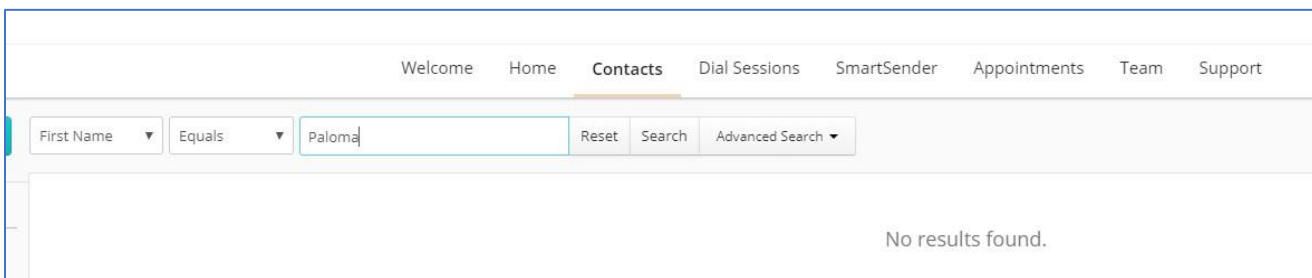 Welcome Home Contacts Dial Sessions SmartSender Appointments Team Support
First Name Equals Paloma Reset Search Advanced Search
No results found.